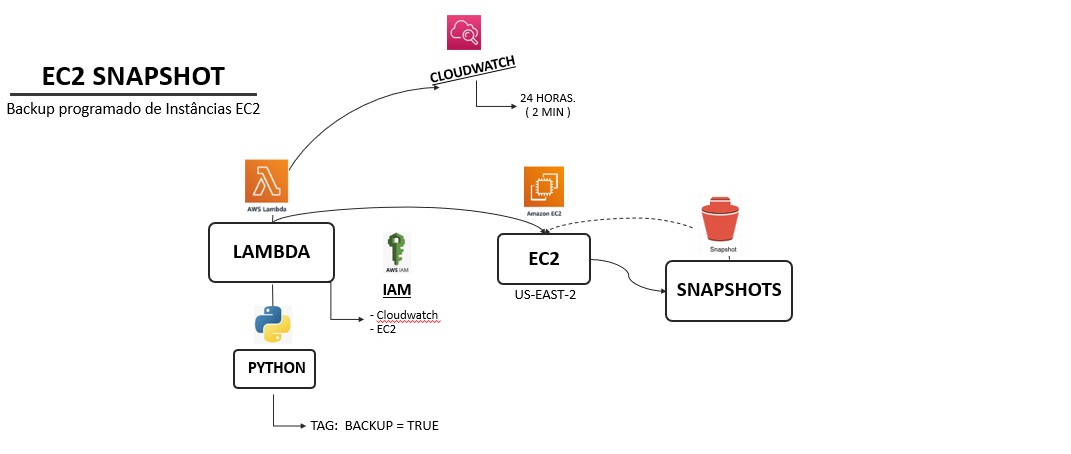 EC2 SNAPSHOT
Backup programado de Instâncias EC2
CLOUDWATCH
24 HORAS.
( 2 MIN )
AWS Lambda
LAMBDA
AWS IAM
IAM
- Cloudwatch
- EC2
Amazon EC2
EC2
US-EAST-2
Snapshot
SNAPSHOTS
PYTHON
TAG: BACKUP = TRUE